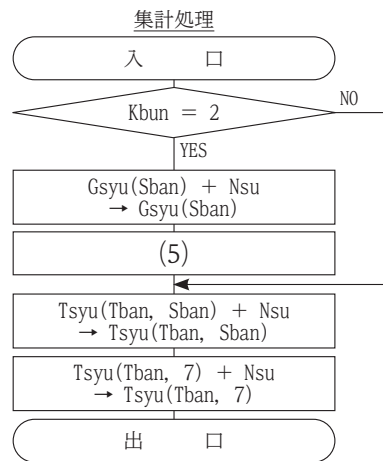 集計処理
入　　口
Kbun = 2
NO
YES
Gsyu(Sban) + Nsu
→ Gsyu(Sban)
(5)
Tsyu(Tban, Sban) + Nsu
→ Tsyu(Tban, Sban)
Tsyu(Tban, 7) + Nsu
→ Tsyu(Tban, 7)
出　　口